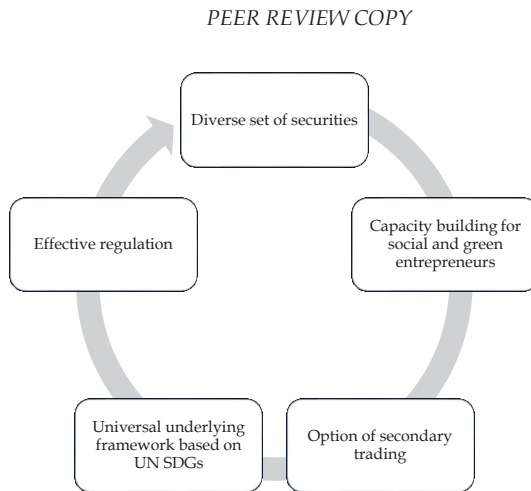 PEER REVIEW COPY
Diverse set of securities
Capacity building for
social and green
entrepreneurs
Option of secondary
trading
Universal underlying
framework based on
UN SDGs
Effective regulation